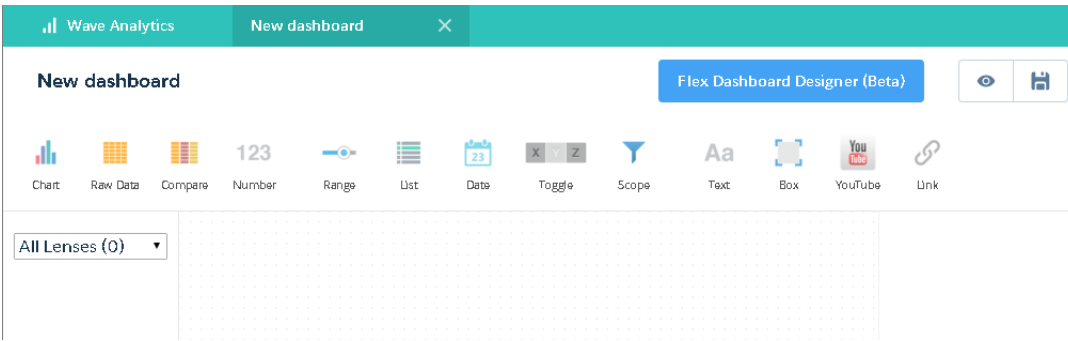 Wave Analytics
New dashboard
New dashboard
Flex Dashboard Designer (Beta)
123
23
X Y Z
Aa
You
Tube
Chart
Raw Data
Compare
Number
Range
List
Date
Toggle
Scope
Text
Box
YouTube
Link
All Lenses (0)